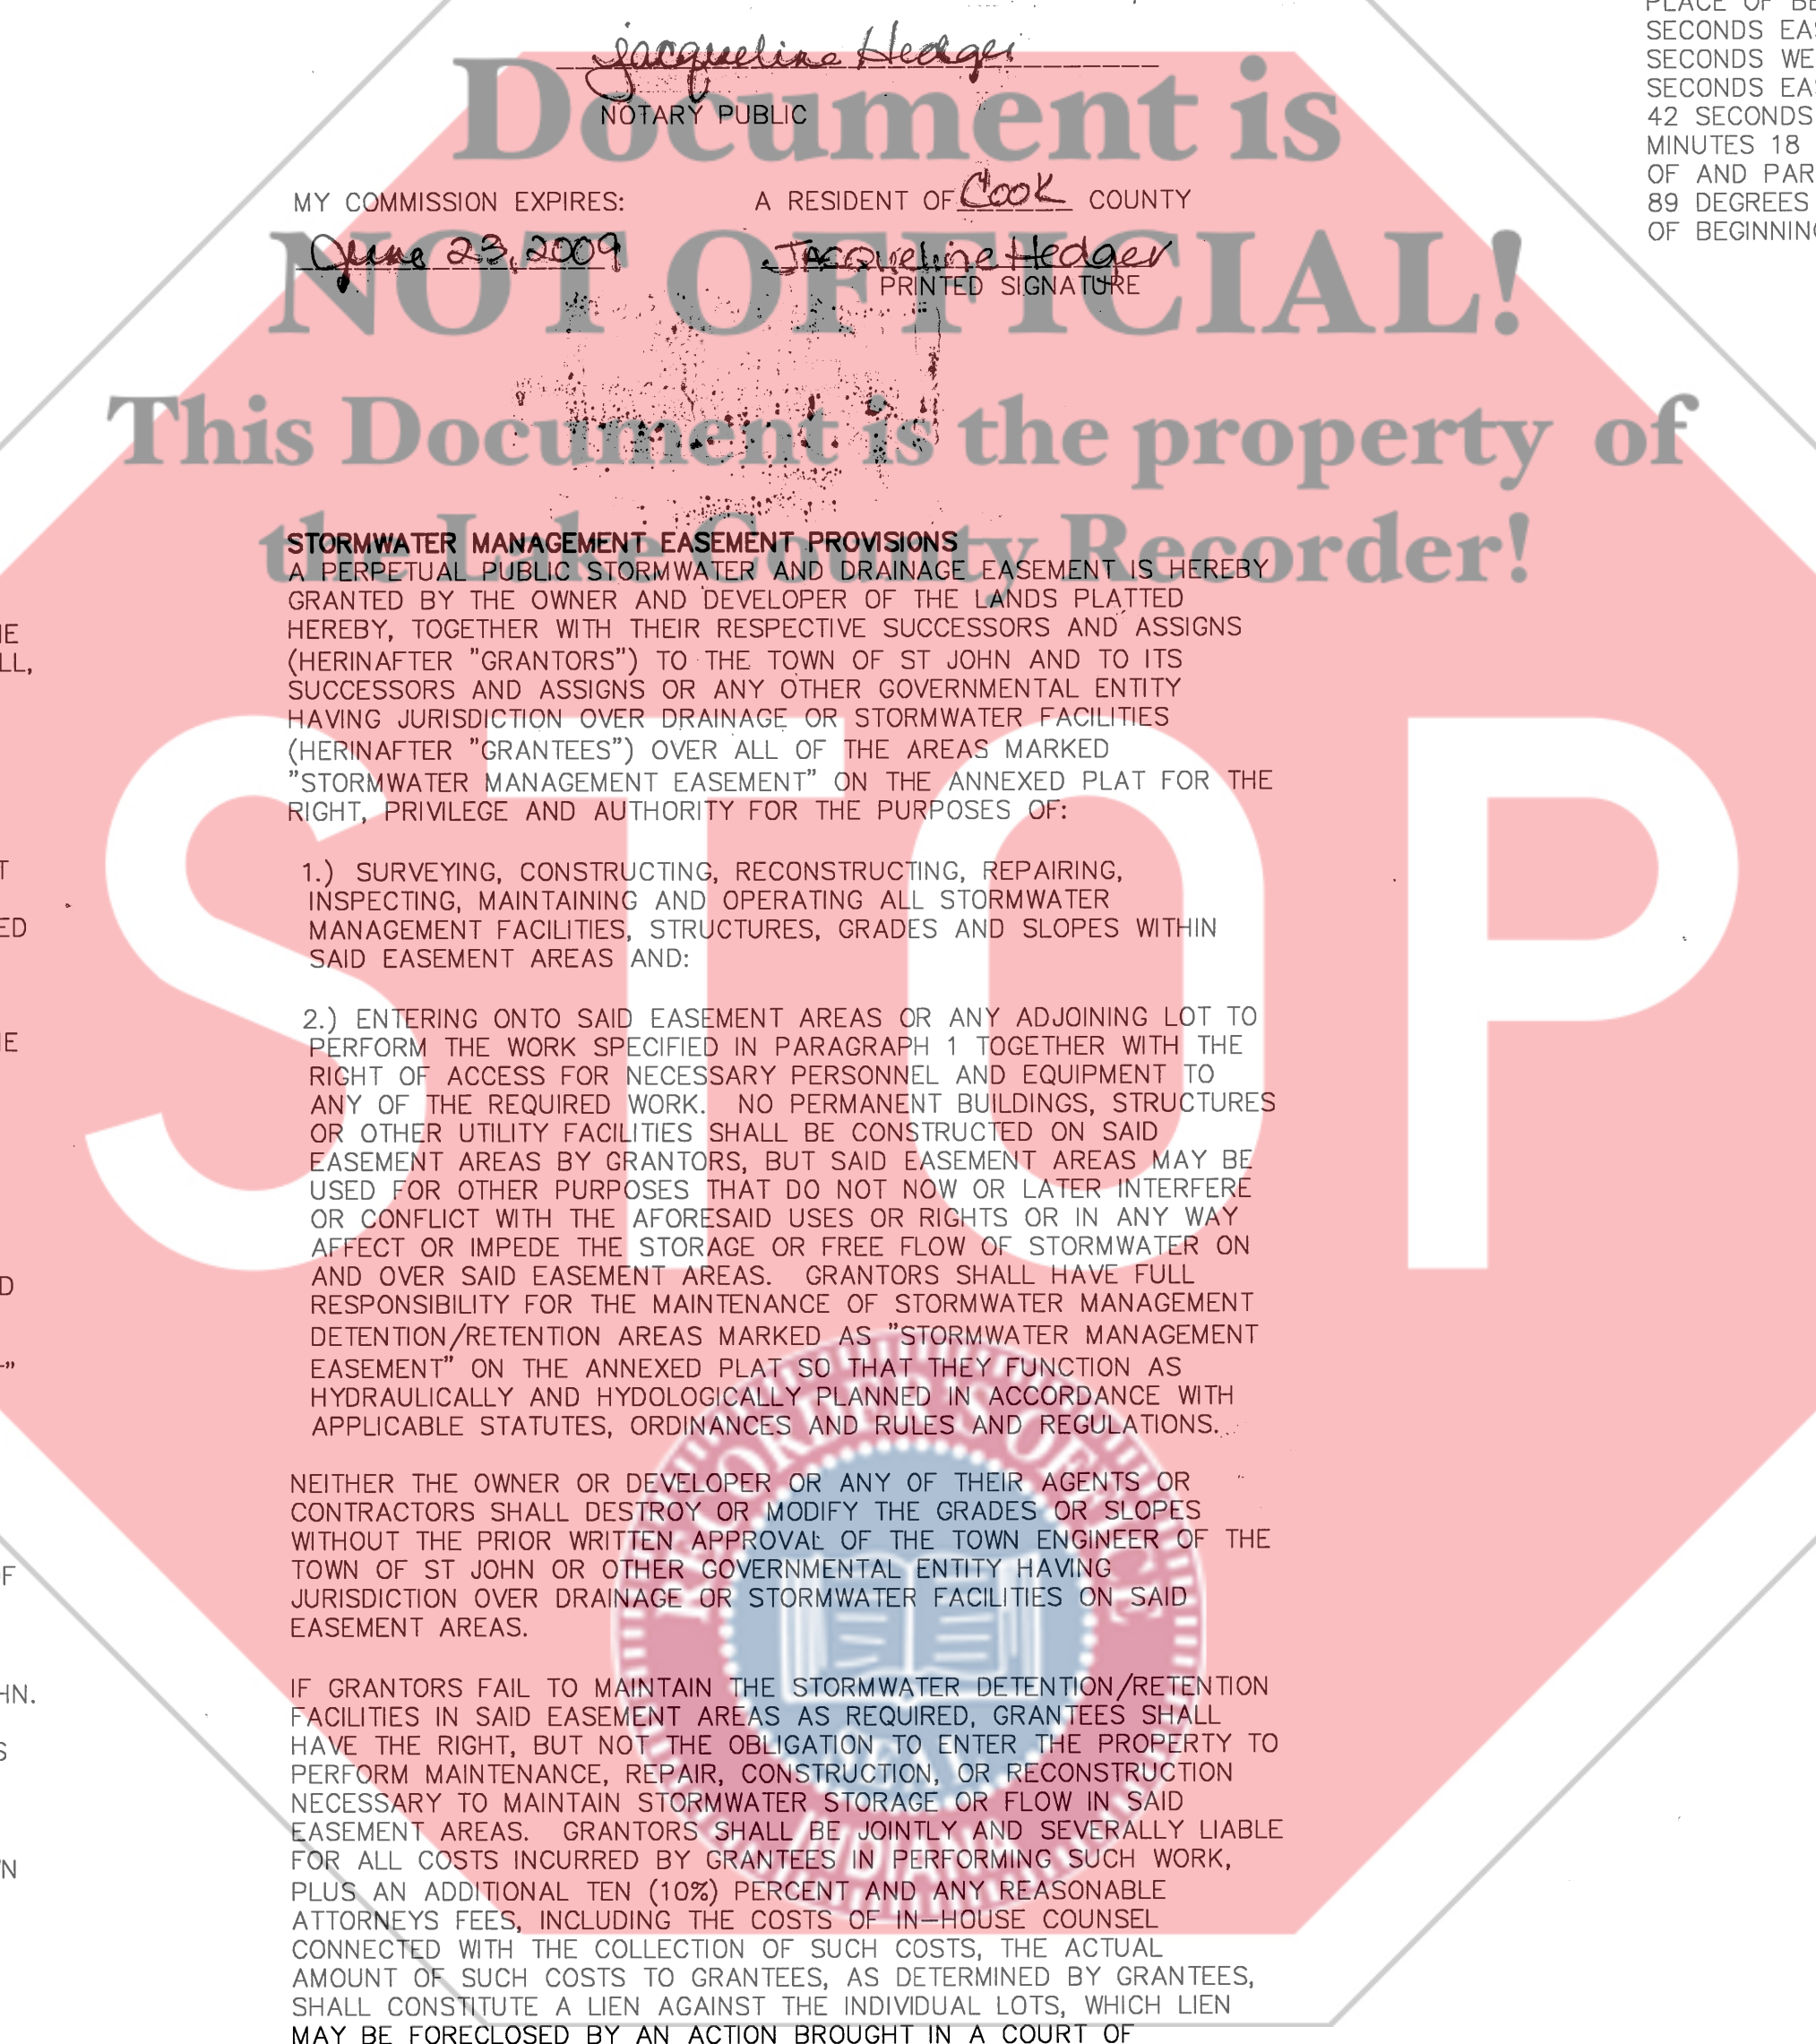 Jacqueline Hedger
NOTARY PUBLIC
MY COMMISSION EXPIRES: A RESIDENT OF Cook COUNTY
June 23, 2009 Jacqueline Hedger
PRINTED SIGNATURE
Document is
NOT OFFICIAL!
This Document is the property of
the Lake County Recorder!
STOP
STORMWATER MANAGEMENT EASEMENT PROVISIONS
A PERPETUAL PUBLIC STORMWATER AND DRAINAGE EASEMENT IS HEREBY
GRANTED BY THE OWNER AND DEVELOPER OF THE LANDS PLATTED
HEREBY, TOGETHER WITH THEIR RESPECTIVE SUCCESSORS AND ASSIGNS
(HERINAFTER "GRANTORS") TO THE TOWN OF ST JOHN AND TO ITS
SUCCESSORS AND ASSIGNS OR ANY OTHER GOVERNMENTAL ENTITY
HAVING JURISDICTION OVER DRAINAGE OR STORMWATER FACILITIES
(HERINAFTER "GRANTEES") OVER ALL OF THE AREAS MARKED
"STORMWATER MANAGEMENT EASEMENT" ON THE ANNEXED PLAT FOR THE
RIGHT, PRIVILEGE AND AUTHORITY FOR THE PURPOSES OF:
1.) SURVEYING, CONSTRUCTING, RECONSTRUCTING, REPAIRING,
INSPECTING, MAINTAINING AND OPERATING ALL STORMWATER
MANAGEMENT FACILITIES, STRUCTURES, GRADES AND SLOPES WITHIN
SAID EASEMENT AREAS AND:
2.) ENTERING ONTO SAID EASEMENT AREAS OR ANY ADJOINING LOT TO
PERFORM THE WORK SPECIFIED IN PARAGRAPH 1 TOGETHER WITH THE
RIGHT OF ACCESS FOR NECESSARY PERSONNEL AND EQUIPMENT TO
ANY OF THE REQUIRED WORK. NO PERMANENT BUILDINGS, STRUCTURES
OR OTHER UTILITY FACILITIES SHALL BE CONSTRUCTED ON SAID
EASEMENT AREAS BY GRANTORS, BUT SAID EASEMENT AREAS MAY BE
USED FOR OTHER PURPOSES THAT DO NOT NOW OR LATER INTERFERE
OR CONFLICT WITH THE AFORESAID USES OR RIGHTS OR IN ANY WAY
AFFECT OR IMPEDE THE STORAGE OR FREE FLOW OF STORMWATER ON
AND OVER SAID EASEMENT AREAS. GRANTORS SHALL HAVE FULL
RESPONSIBILITY FOR THE MAINTENANCE OF STORMWATER MANAGEMENT
DETENTION/RETENTION AREAS MARKED AS "STORMWATER MANAGEMENT
EASEMENT" ON THE ANNEXED PLAT SO THAT THEY FUNCTION AS
HYDRAULICALLY AND HYDOLOGICALLY PLANNED IN ACCORDANCE WITH
APPLICABLE STATUTES, ORDINANCES AND RULES AND REGULATIONS.
NEITHER THE OWNER OR DEVELOPER OR ANY OF THEIR AGENTS OR
CONTRACTORS SHALL DESTROY OR MODIFY THE GRADES OR SLOPES
WITHOUT THE PRIOR WRITTEN APPROVAL OF THE TOWN ENGINEER OF THE
TOWN OF ST JOHN OR OTHER GOVERNMENTAL ENTITY HAVING
JURISDICTION OVER DRAINAGE OR STORMWATER FACILITIES ON SAID
EASEMENT AREAS.
IF GRANTORS FAIL TO MAINTAIN THE STORMWATER DETENTION/RETENTION
FACILITIES IN SAID EASEMENT AREAS AS REQUIRED, GRANTEES SHALL
HAVE THE RIGHT, BUT NOT THE OBLIGATION TO ENTER THE PROPERTY TO
PERFORM MAINTENANCE, REPAIR, CONSTRUCTION, OR RECONSTRUCTION
NECESSARY TO MAINTAIN STORMWATER STORAGE OR FLOW IN SAID
EASEMENT AREAS. GRANTORS SHALL BE JOINTLY AND SEVERALLY LIABLE
FOR ALL COSTS INCURRED BY GRANTEES IN PERFORMING SUCH WORK,
PLUS AN ADDITIONAL TEN (10%) PERCENT AND ANY REASONABLE
ATTORNEYS FEES, INCLUDING THE COSTS OF IN-HOUSE COUNSEL
CONNECTED WITH THE COLLECTION OF SUCH COSTS, THE ACTUAL
AMOUNT OF SUCH COSTS TO GRANTEES, AS DETERMINED BY GRANTEES,
SHALL CONSTITUTE A LIEN AGAINST THE INDIVIDUAL LOTS, WHICH LIEN
MAY BE FORECLOSED BY AN ACTION BROUGHT IN A COURT OF
RECORDER'S OFFICE
SEAL
INDIANA
PLACE OF BE
SECONDS EAS
SECONDS WE
SECONDS EAS
42 SECONDS
MINUTES 18
OF AND PAR
89 DEGREES
OF BEGINNING